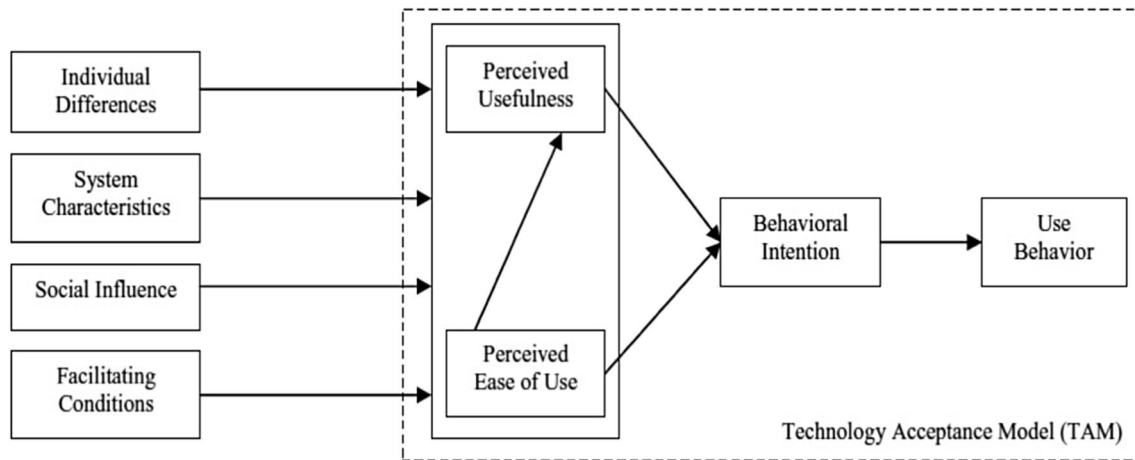 Individual
Differences
System
Characteristics
Social Influence
Facilitating
Conditions
Perceived
Usefulness
Perceived
Ease of Use
Behavioral
Intention
Use
Behavior
Technology Acceptance Model (TAM)